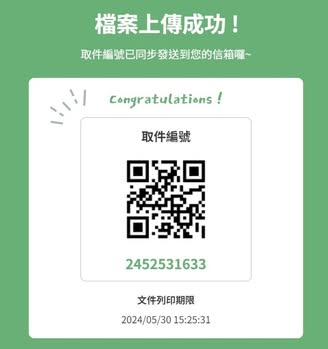 檔案上傳成功！
取件編號已同步發送到您的信箱囉~
Congratulations！
取件編號
2452531633
文件列印期限
2024/05/30 15:25:31